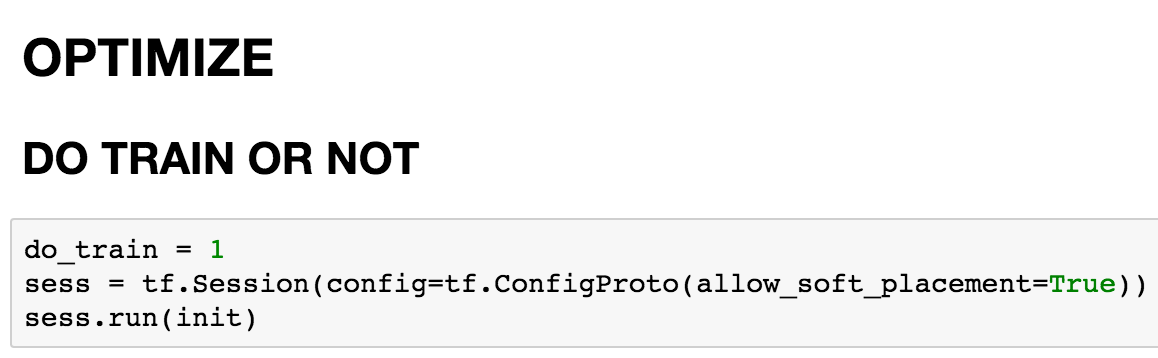 OPTIMIZE
DO TRAIN OR NOT
do_train = 1
sess = tf.Session(config=tf.ConfigProto(allow_soft_placement=True))
sess.run(init)